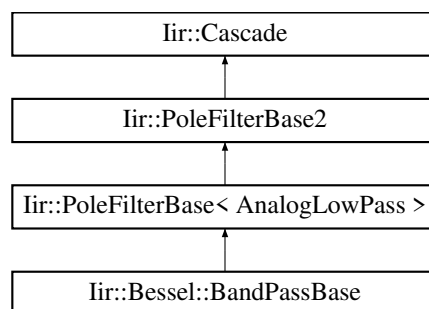 Iir::Cascade
Iir::PoleFilterBase2
Iir::PoleFilterBase< AnalogLowPass >
Iir::Bessel::BandPassBase